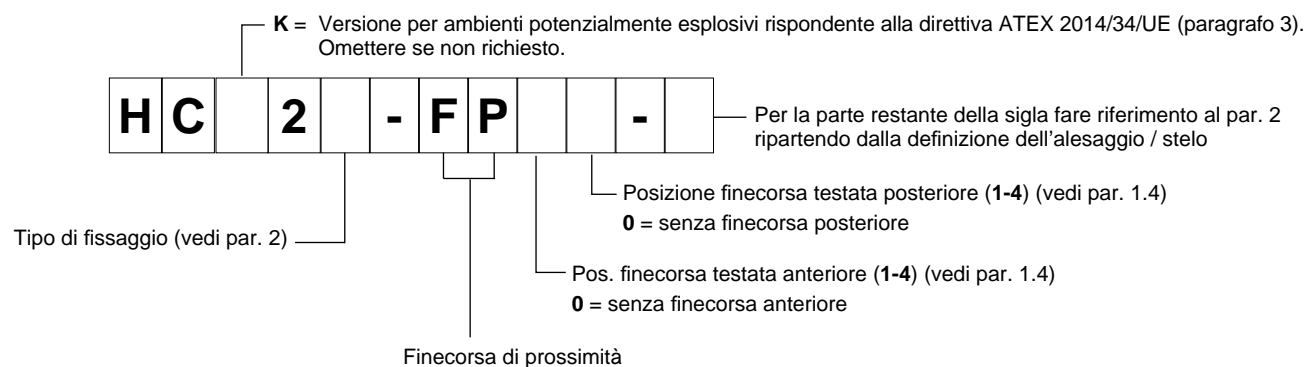 K = Versione per ambienti potenzialmente esplosivi rispondente alla direttiva ATEX 2014/34/UE (paragrafo 3).
Omettere se non richiesto.
H C 2 - F P -
Per la parte restante della sigla fare riferimento al par. 2
ripartendo dalla definizione dell'alesaggio / stelo
Posizione finecorsa testata posteriore (1-4) (vedi par. 1.4)
0 = senza finecorsa posteriore
Tipo di fissaggio (vedi par. 2)
Pos. finecorsa testata anteriore (1-4) (vedi par. 1.4)
0 = senza finecorsa anteriore
Finecorsa di prossimità